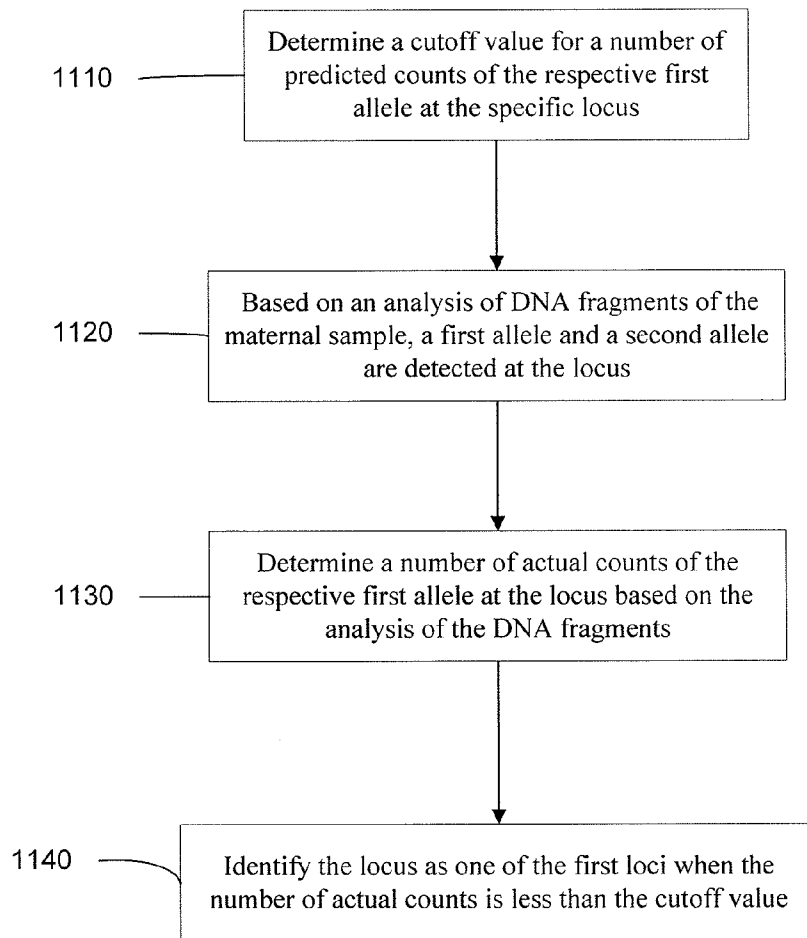 1110
Determine a cutoff value for a number of
predicted counts of the respective first
allele at the specific locus
1120
Based on an analysis of DNA fragments of the
maternal sample, a first allele and a second allele
are detected at the locus
1130
Determine a number of actual counts of the
respective first allele at the locus based on the
analysis of the DNA fragments
1140
Identify the locus as one of the first loci when the
number of actual counts is less than the cutoff value